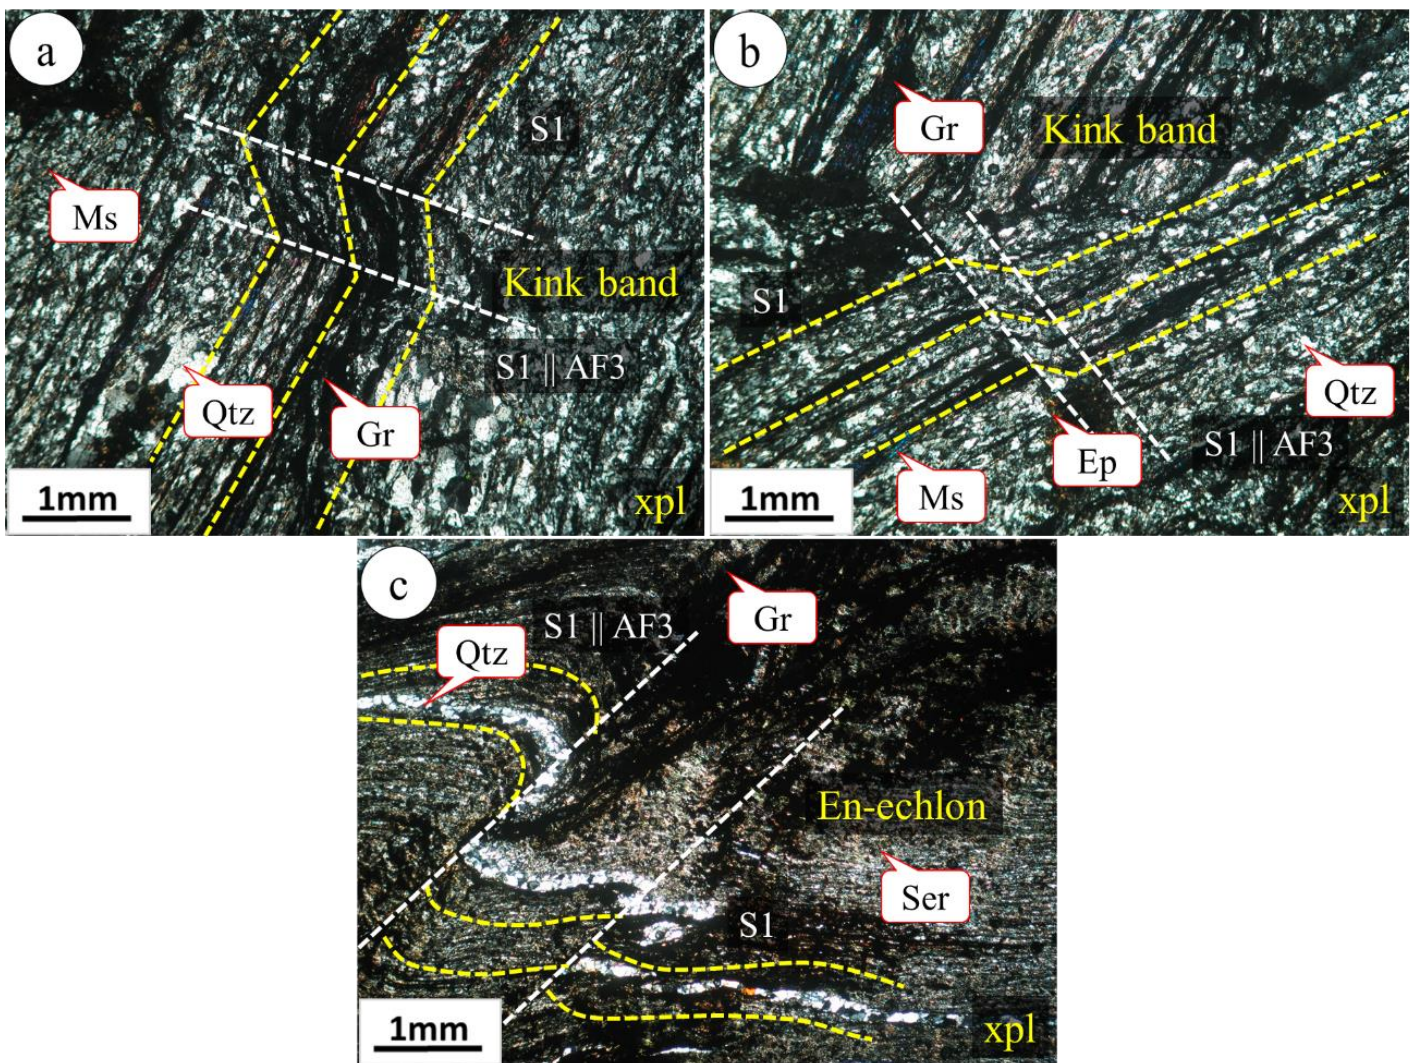 a
S1
Ms
Kink band
S1 || AF3
Qtz
Gr
1mm
xpl
b
Gr
Kink band
S1
Qtz
Ep
S1 || AF3
Ms
1mm
xpl
c
S1 || AF3
Gr
Qtz
En-echlon
Ser
S1
1mm
xpl